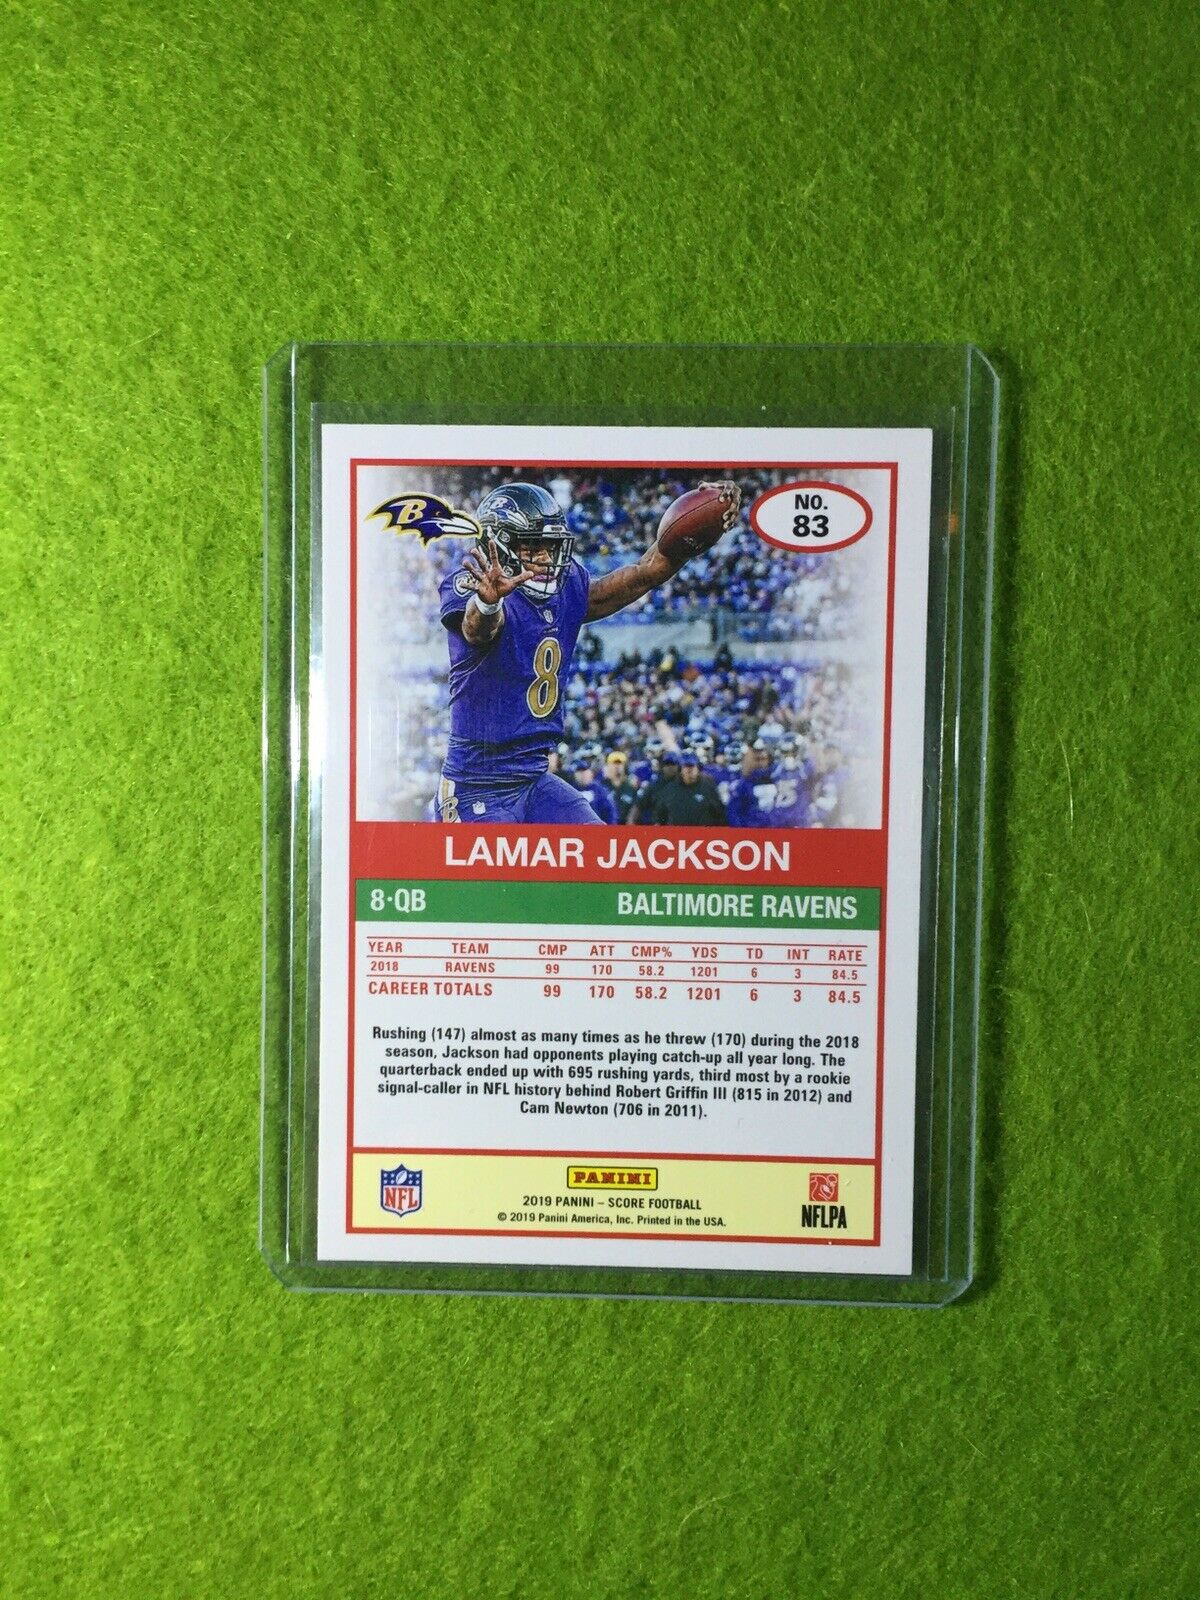 B
NO.
83
8
B
LAMAR JACKSON
8·QB BALTIMORE RAVENS
YEAR TEAM CMP ATT CMP% YDS TD INT RATE
2018 RAVENS 99 170 58.2 1201 6 3 84.5
CAREER TOTALS 99 170 58.2 1201 6 3 84.5
Rushing (147) almost as many times as he threw (170) during the 2018
season, Jackson had opponents playing catch-up all year long. The
quarterback ended up with 695 rushing yards, third most by a rookie
signal-caller in NFL history behind Robert Griffin III (815 in 2012) and
Cam Newton (706 in 2011).
NFL
PANINI
2019 PANINI – SCORE FOOTBALL
© 2019 Panini America, Inc. Printed in the USA.
NFLPA